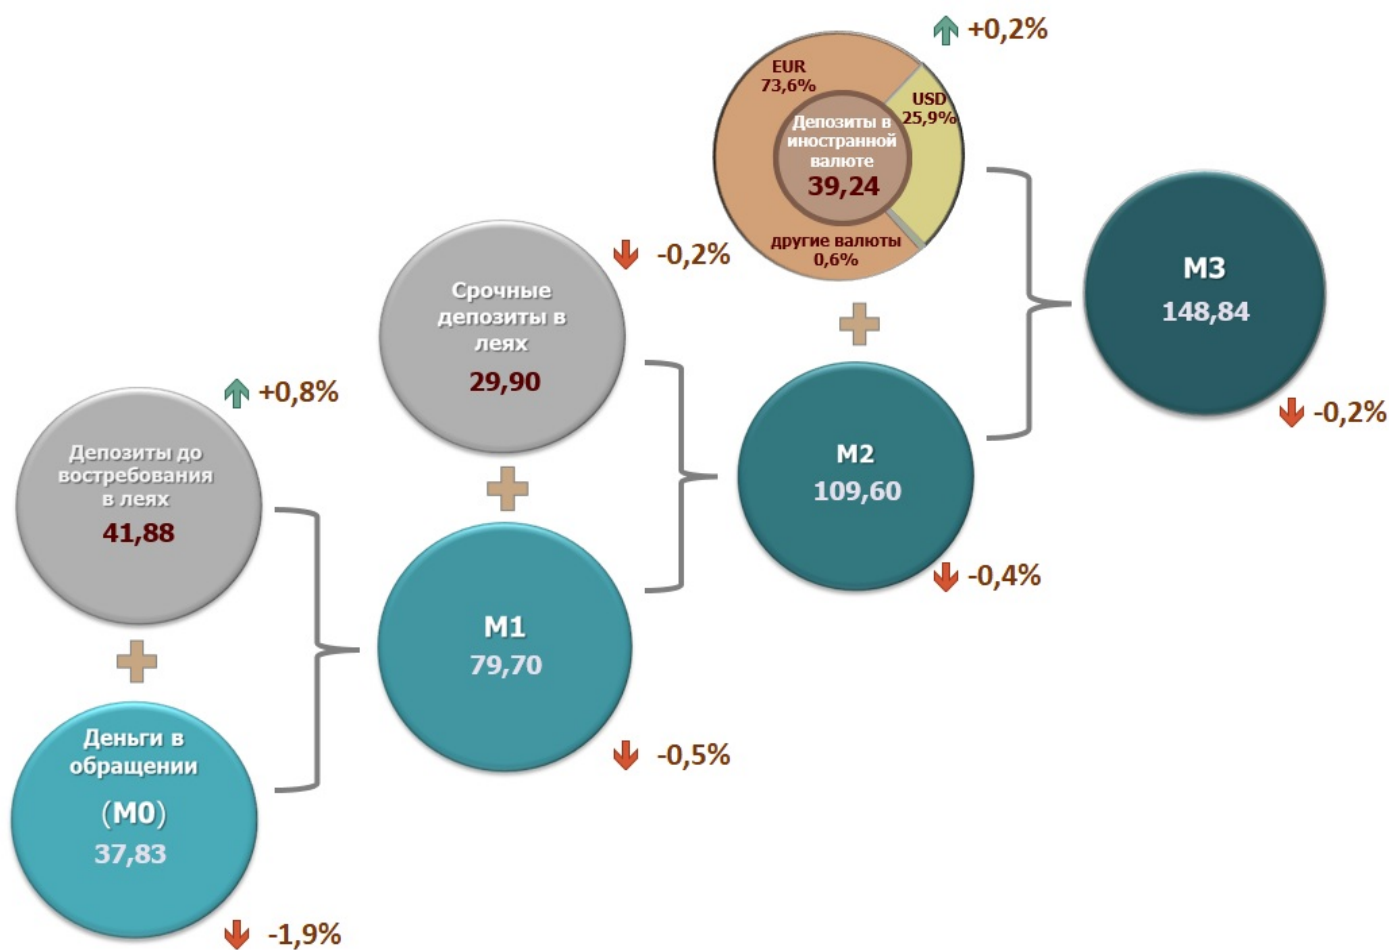 +0,2%
EUR
73,6%
USD
25,9%
Депозиты в
иностранной
валюте
39,24
другие валюты
0,6%
-0,2%
Срочные
депозиты в
леях
29,90
M3
148,84
-0,2%
+0,8%
Депозиты до
востребования
в леях
41,88
M2
109,60
-0,4%
M1
79,70
-0,5%
Деньги в
обращении
(M0)
37,83
-1,9%